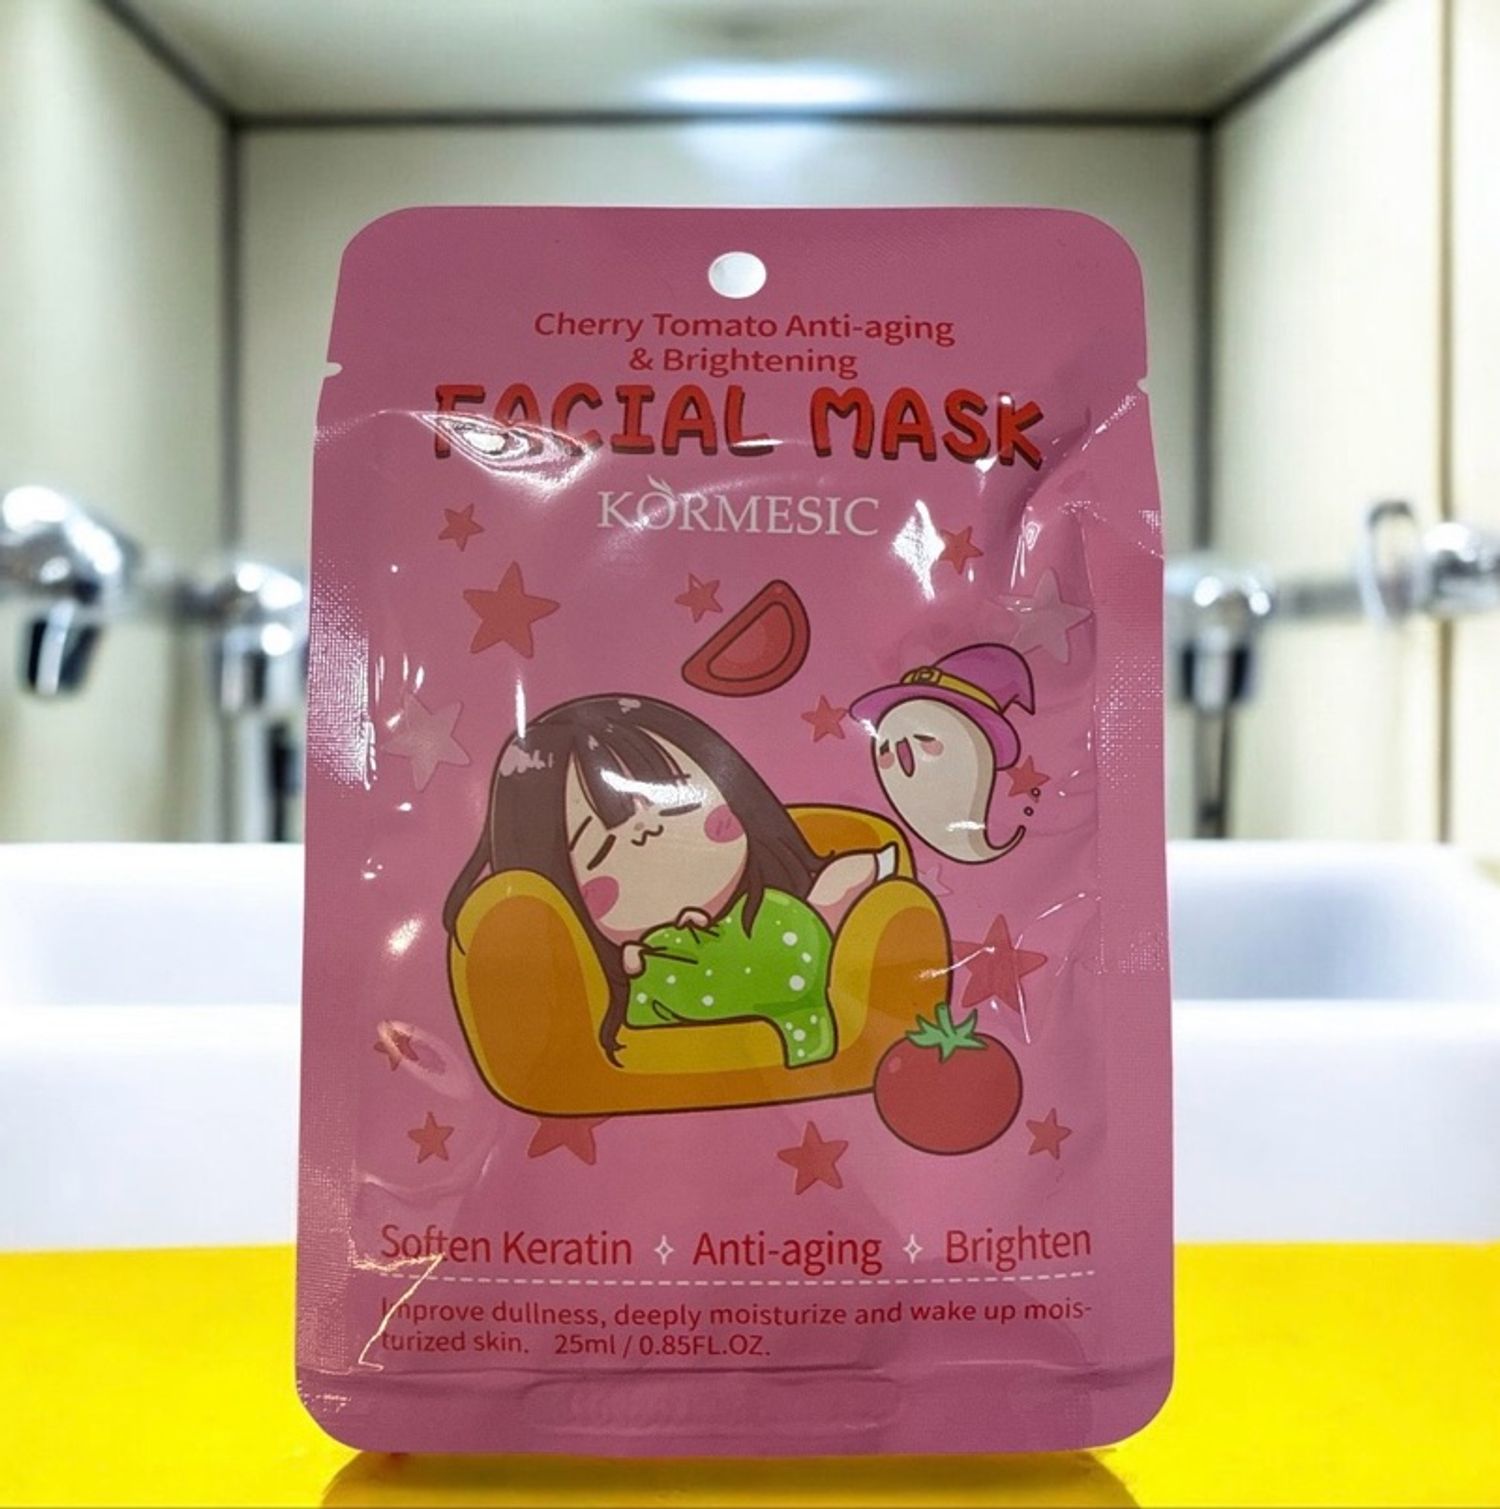 Cherry Tomato Anti-aging
& Brightening
FACIAL MASK
KORMESIC
Soften Keratin ✧ Anti-aging ✧ Brighten
Improve dullness, deeply moisturize and wake up mois-
turized skin. 25ml / 0.85FL.OZ.